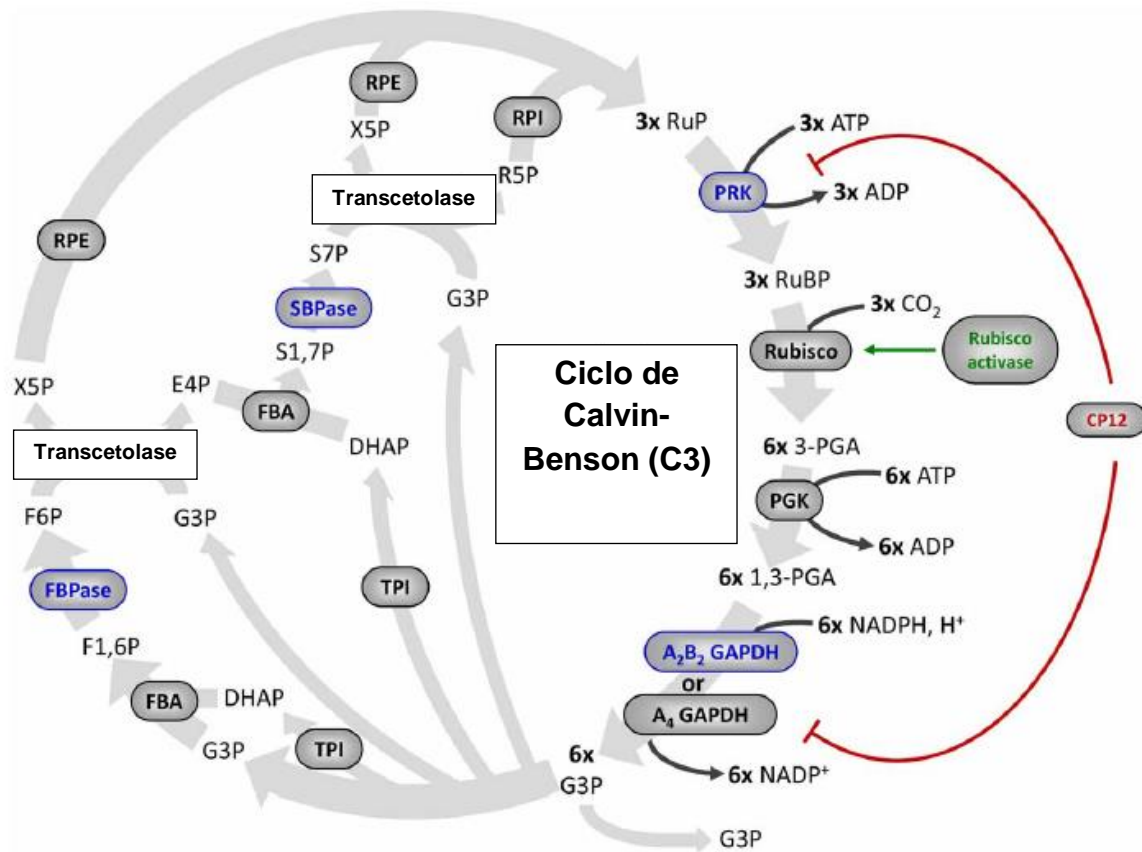 RPE
X5P
RPI
R5P
Transcetolase
RPE
S7P
G3P
SBPase
S1,7P
X5P
E4P
FBA
DHAP
Transcetolase
F6P
G3P
FBPase
TPI
F1,6P
FBA
DHAP
G3P
TPI
3x RuP
3x ATP
PRK
3x ADP
3x RuBP
3x CO₂
Rubisco
Rubisco
activase
CP12
Ciclo de
Calvin-
Benson (C3)
6x 3-PGA
6x ATP
PGK
6x ADP
6x 1,3-PGA
6x NADPH, H⁺
A₂B₂ GAPDH
or
A₄ GAPDH
6x
G3P
6x NADP⁺
G3P